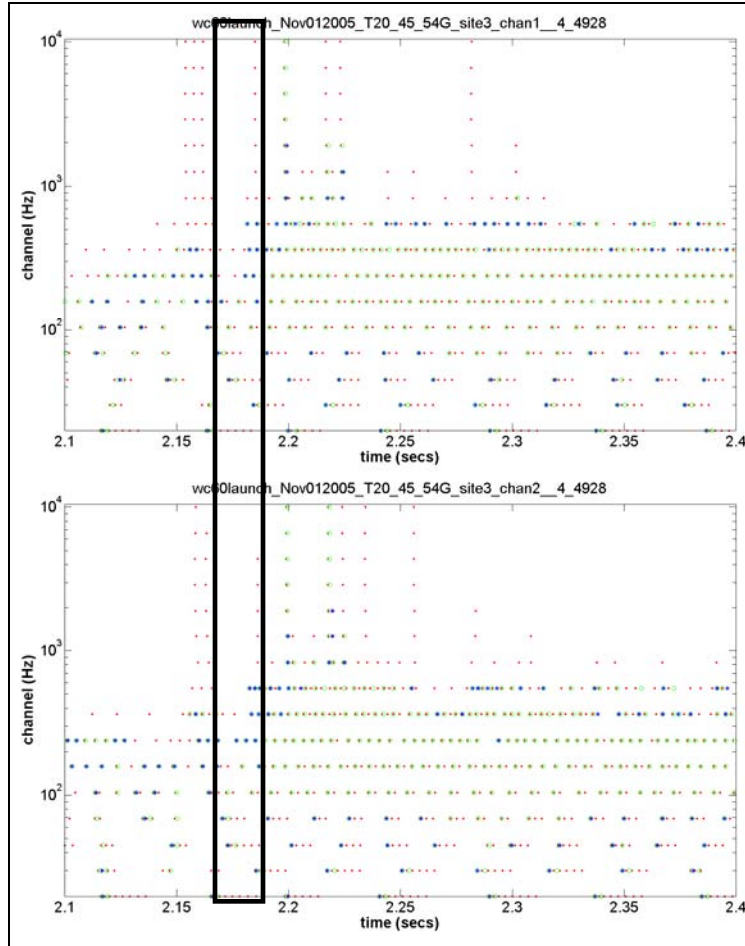 wc60launch_Nov012005_T20_45_54G_site3_chan1__4_4928
10⁴
10³
channel (Hz)
10²
2.1 2.15 2.2 2.25 2.3 2.35 2.4
time (secs)
wc60launch_Nov012005_T20_45_54G_site3_chan2__4_4928
10⁴
10³
channel (Hz)
10²
2.1 2.15 2.2 2.25 2.3 2.35 2.4
time (secs)